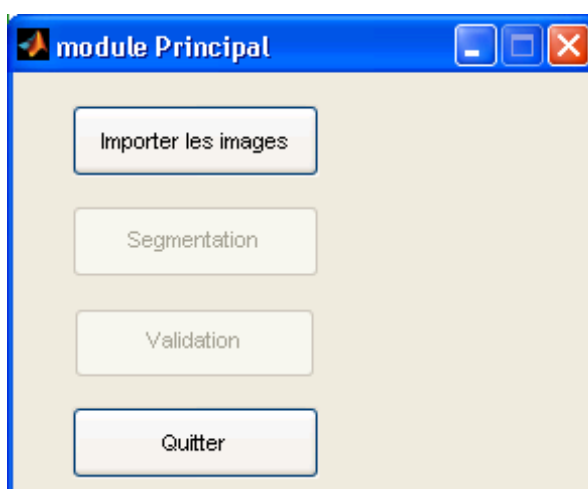 module Principal
Importer les images
Segmentation
Validation
Quitter